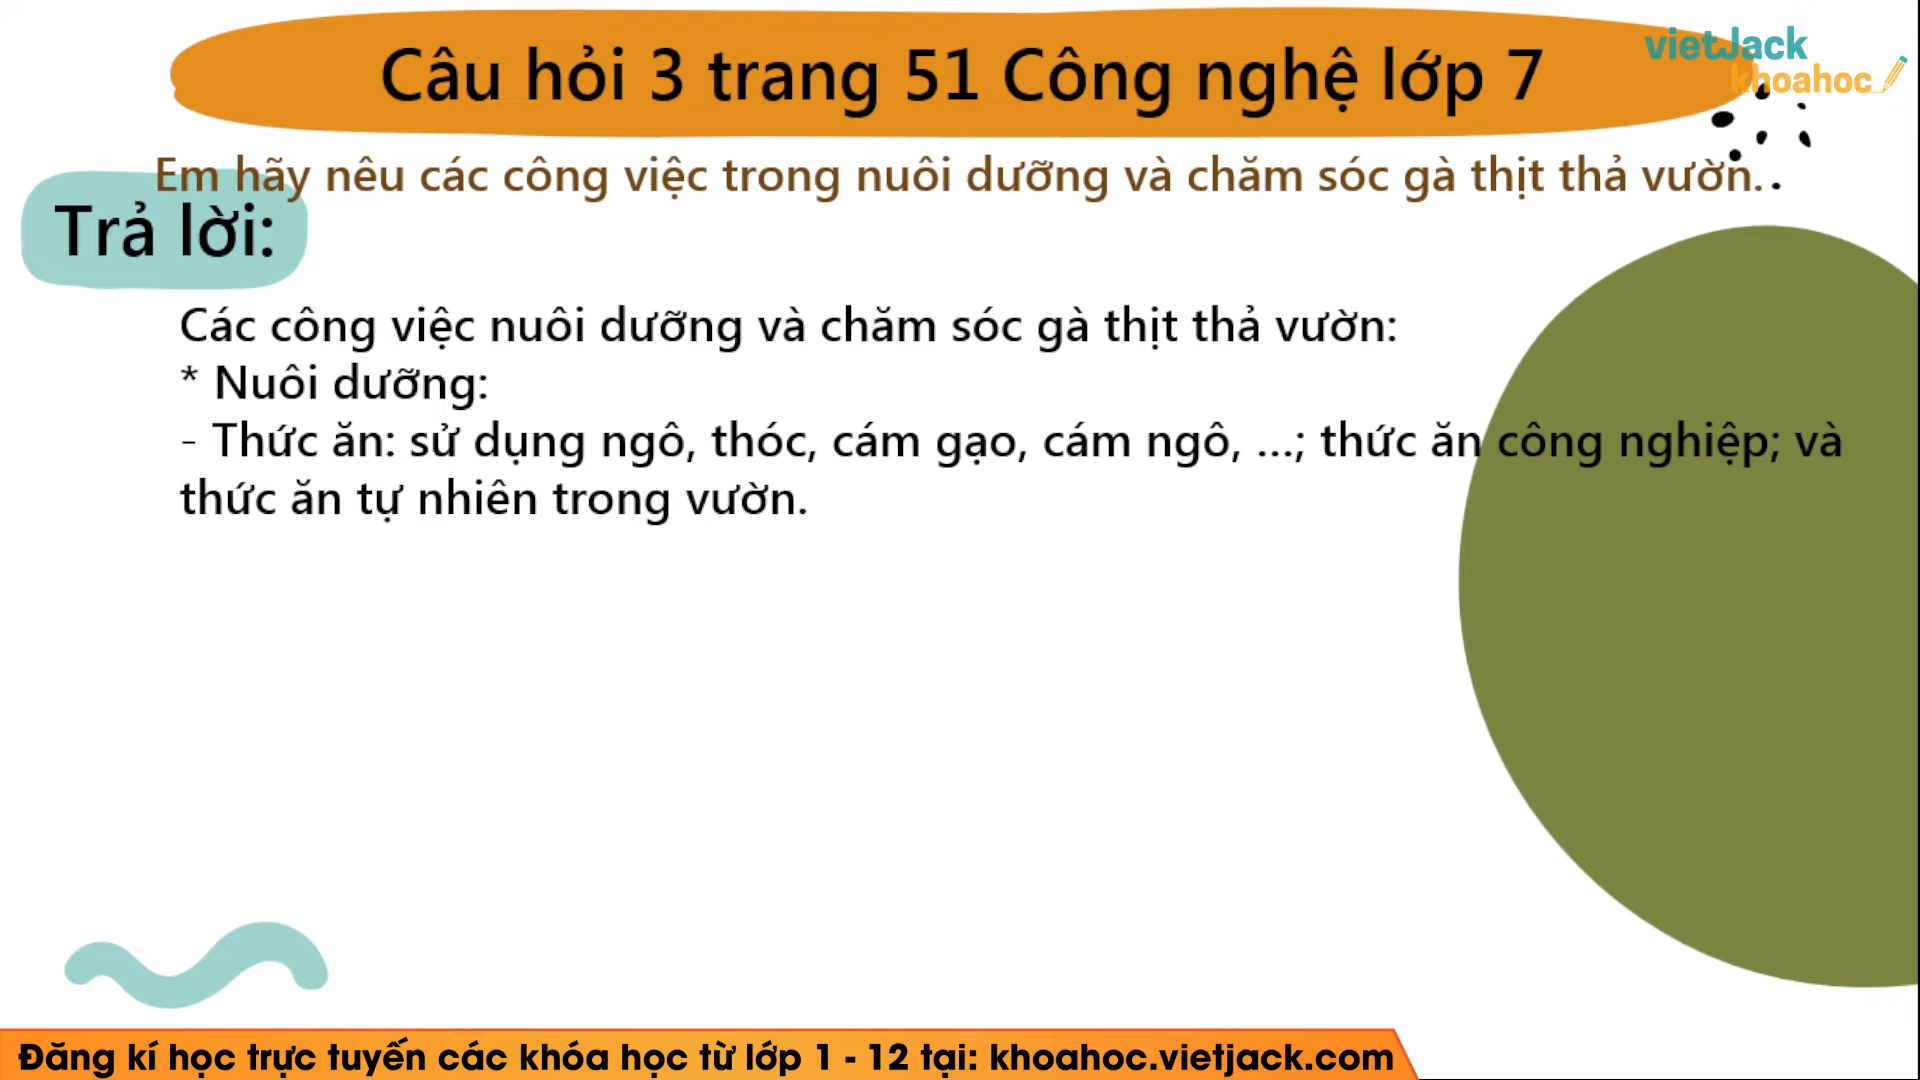 Câu hỏi 3 trang 51 Công nghệ lớp 7
vietJack
khoahoc
Em hãy nêu các công việc trong nuôi dưỡng và chăm sóc gà thịt thả vườn.
Trả lời:
Các công việc nuôi dưỡng và chăm sóc gà thịt thả vườn:
* Nuôi dưỡng:
- Thức ăn: sử dụng ngô, thóc, cám gạo, cám ngô, ...; thức ăn công nghiệp; và
thức ăn tự nhiên trong vườn.
Đăng kí học trực tuyến các khóa học từ lớp 1 - 12 tại: khoahoc.vietjack.com